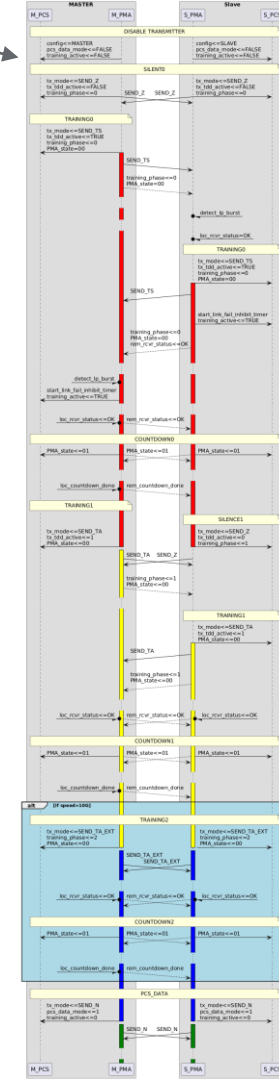 MASTER
Slave
M_PCS
M_PMA
S_PMA
S_PC
DISABLE TRANSMITTER
config<=MASTER
pcs_data_mode<=FALSE
training_active<=FALSE
config<=SLAVE
pcs_data_mode<=FALSE
training_active<=FALSE
SILENT0
tx_mode<=SEND_Z
tx_tdd_active<=FALSE
training_phase<=0
SEND_Z
SEND_Z
tx_mode<=SEND_Z
tx_tdd_active<=FALSE
training_phase<=0
TRAINING0
tx_mode<=SEND_TS
tx_tdd_active<=TRUE
training_phase<=0
PMA_state=00
SEND_TS
training_phase<=0
PMA_state=00
detect_lp_burst
loc_rcvr_status=OK
TRAINING0
tx_mode<=SEND_TS
tx_tdd_active<=TRUE
training_phase<=0
PMA_state=00
SEND_TS
start_link_fail_inhibit_timer
training_active<=TRUE
training_phase<=0
PMA_state=00
rem_rcvr_status<=OK
detect_lp_burst
start_link_fail_inhibit_timer
training_active<=TRUE
loc_rcvr_status<=OK
rem_rcvr_status<=OK
COUNTDOWN0
PMA_state<=01
PMA_state<=01
PMA_state<=01
loc_countdown_done
rem_countdown_done
TRAINING1
SILENCE1
tx_mode<=SEND_TA
tx_tdd_active<=1
PMA_state<=00
tx_mode<=SEND_Z
tx_tdd_active<=0
training_phase<=1
SEND_TA
SEND_Z
training_phase<=1
PMA_state<=00
TRAINING1
tx_mode<=SEND_TA
tx_tdd_active<=1
PMA_state<=00
SEND_TA
training_phase<=1
PMA_state<=00
loc_rcvr_status<=OK
rem_rcvr_status<=OK
loc_rcvr_status<=OK
COUNTDOWN1
PMA_state<=01
PMA_state<=01
PMA_state<=01
loc_countdown_done
rem_countdown_done
alt
[if speed=10G]
TRAINING2
tx_mode<=SEND_TA_EXT
training_phase<=2
PMA_state<=00
tx_mode<=SEND_TA_EXT
training_phase<=2
PMA_state<=00
SEND_TA_EXT
SEND_TA_EXT
loc_rcvr_status<=OK
rem_rcvr_status<=OK
loc_rcvr_status<=OK
COUNTDOWN2
PMA_state<=01
PMA_state<=01
PMA_state<=01
loc_countdown_done
rem_countdown_done
PCS_DATA
tx_mode<=SEND_N
pcs_data_mode<=1
training_active<=0
tx_mode<=SEND_N
pcs_data_mode<=1
training_active<=0
SEND_N
SEND_N
M_PCS
M_PMA
S_PMA
S_PC